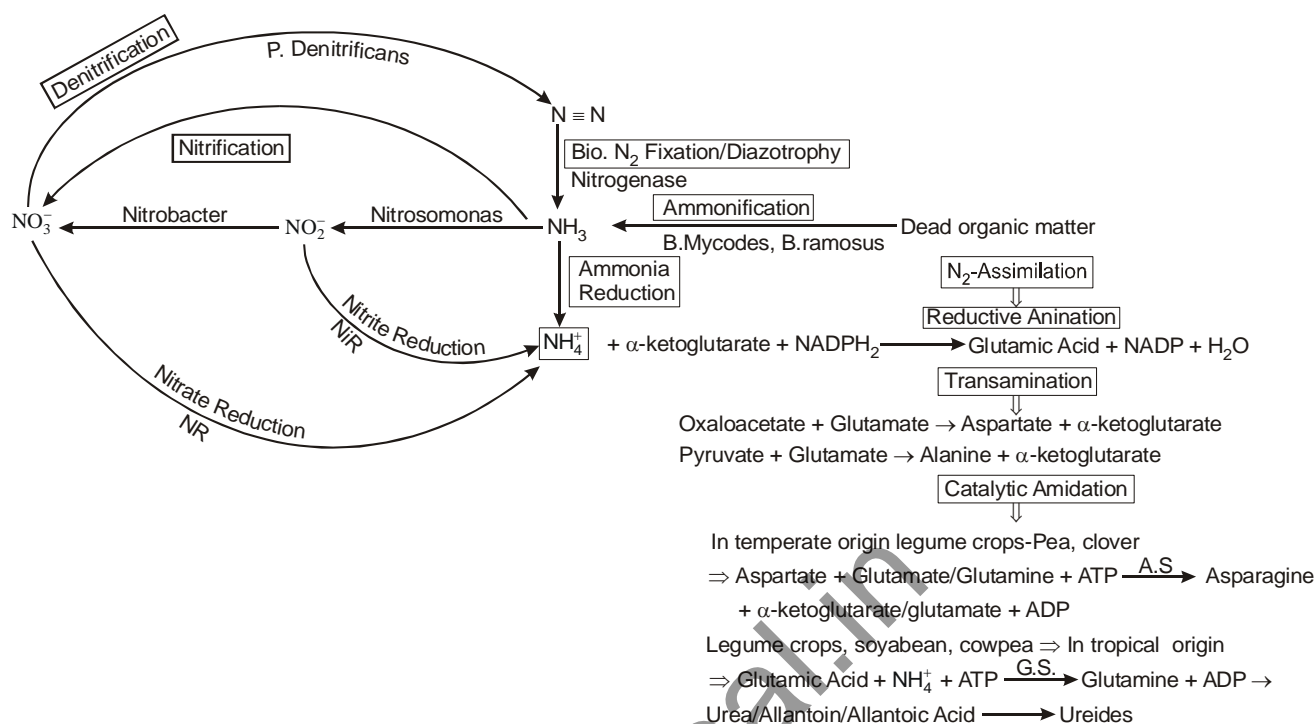 Denitrification
P. Denitrificans
N ≡ N
Nitrification
Bio. N₂ Fixation/Diazotrophy
Nitrogenase
NO₃⁻
Nitrobacter
NO₂⁻
Nitrosomonas
NH₃
Ammonification
B.Mycodes, B.ramosus
Dead organic matter
Ammonia
Reduction
N₂-Assimilation
⇓
Reductive Anination
Nitrite Reduction
NiR
Nitrate Reduction
NR
NH₄⁺ + α-ketoglutarate + NADPH₂ → Glutamic Acid + NADP + H₂O
Transamination
⇓
Oxaloacetate + Glutamate → Aspartate + α-ketoglutarate
Pyruvate + Glutamate → Alanine + α-ketoglutarate
Catalytic Amidation
⇓
In temperate origin legume crops-Pea, clover
⇒ Aspartate + Glutamate/Glutamine + ATP A.S → Asparagine
+ α-ketoglutarate/glutamate + ADP
Legume crops, soyabean, cowpea ⇒ In tropical origin
⇒ Glutamic Acid + NH₄⁺ + ATP G.S. → Glutamine + ADP →
Urea/Allantoin/Allantoic Acid → Ureides
al.in